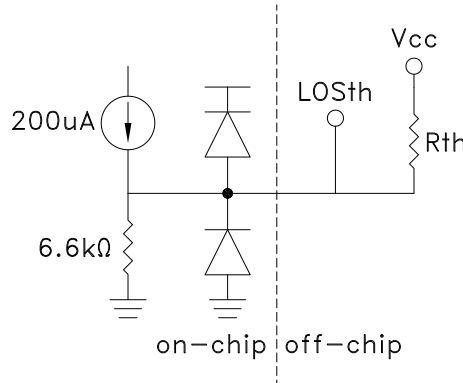 Vcc
LOSth
200uA
Rth
6.6kΩ
on-chip
off-chip